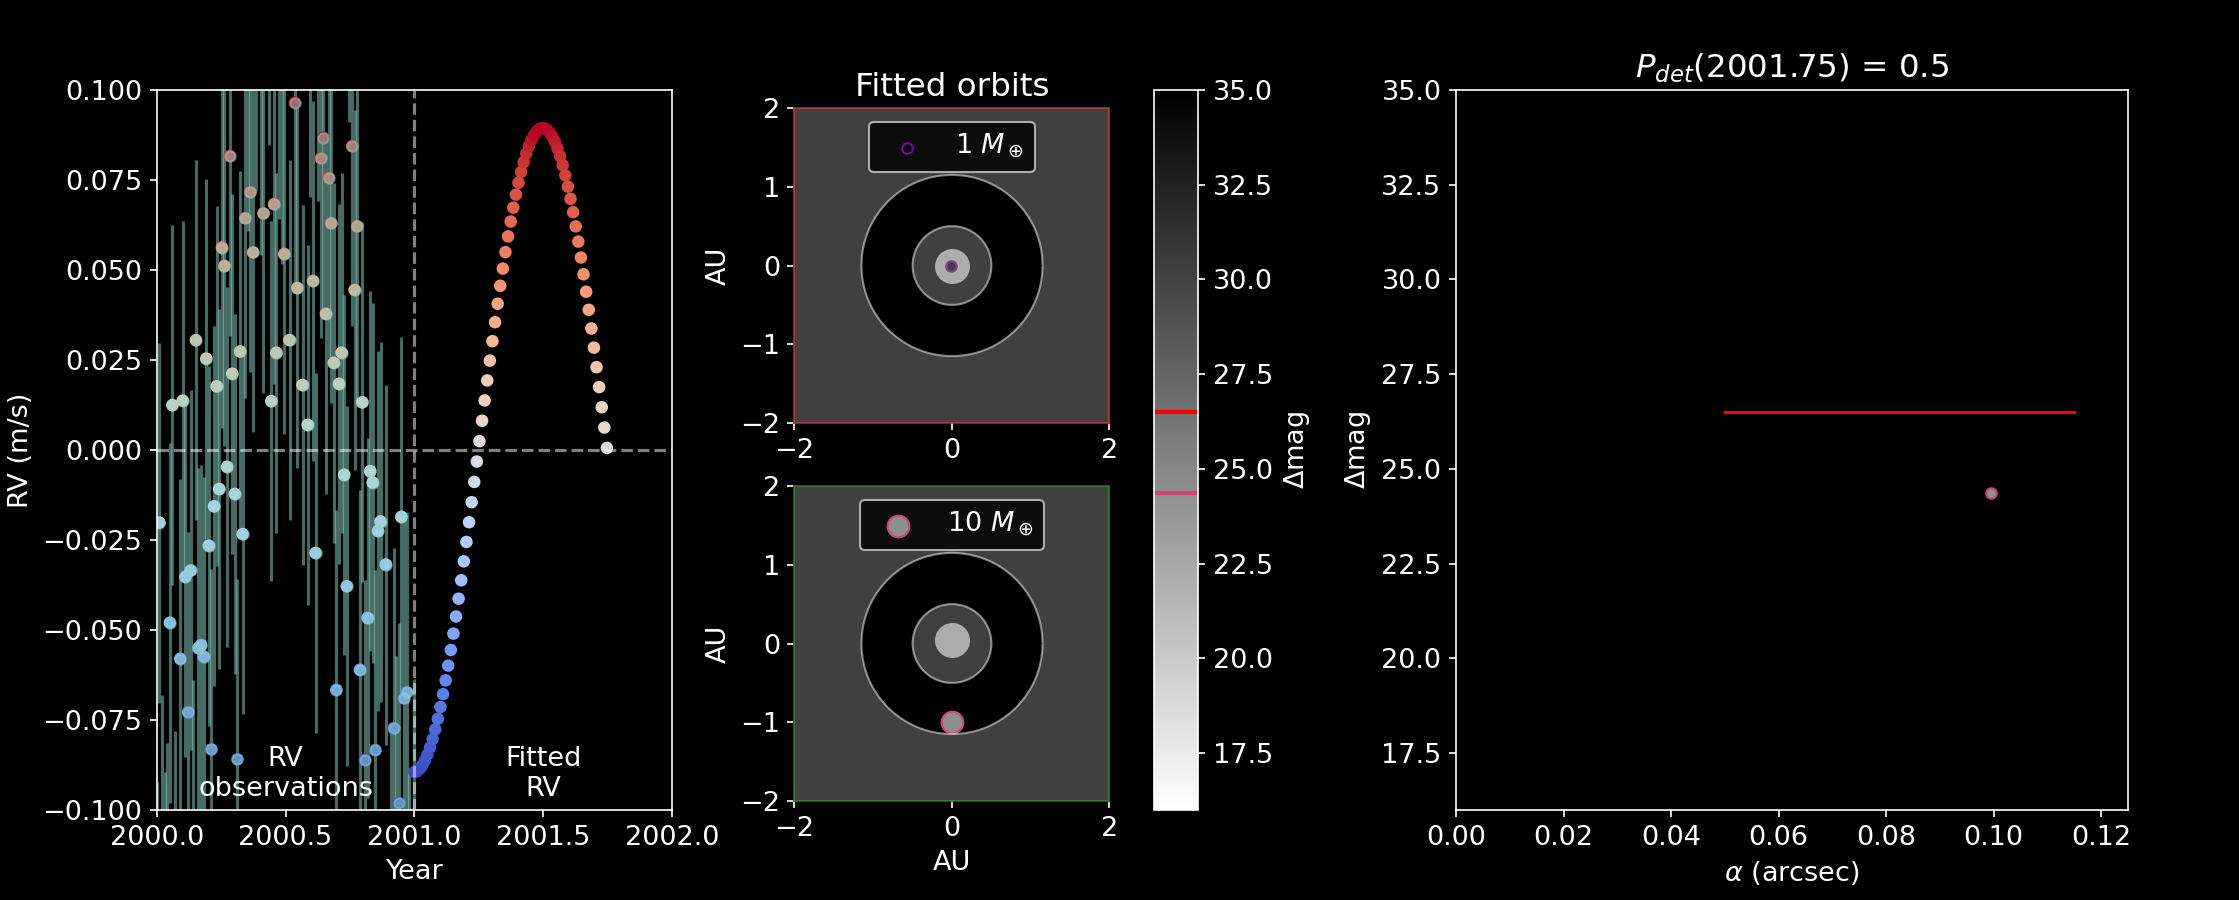 0.100
0.075
0.050
0.025
0.000
−0.025
−0.050
−0.075
−0.100
RV (m/s)
RV
observations
Fitted
RV
2000.0 2000.5 2001.0 2001.5 2002.0
Year
Fitted orbits
2
1
0
−1
−2
AU
1 M⊕
−2 0 2
2
1
0
−1
−2
AU
10 M⊕
−2 0 2
AU
35.0
32.5
30.0
27.5
25.0
22.5
20.0
17.5
Δmag
P_det(2001.75) = 0.5
35.0
32.5
30.0
27.5
25.0
22.5
20.0
17.5
Δmag
0.00 0.02 0.04 0.06 0.08 0.10 0.12
α (arcsec)